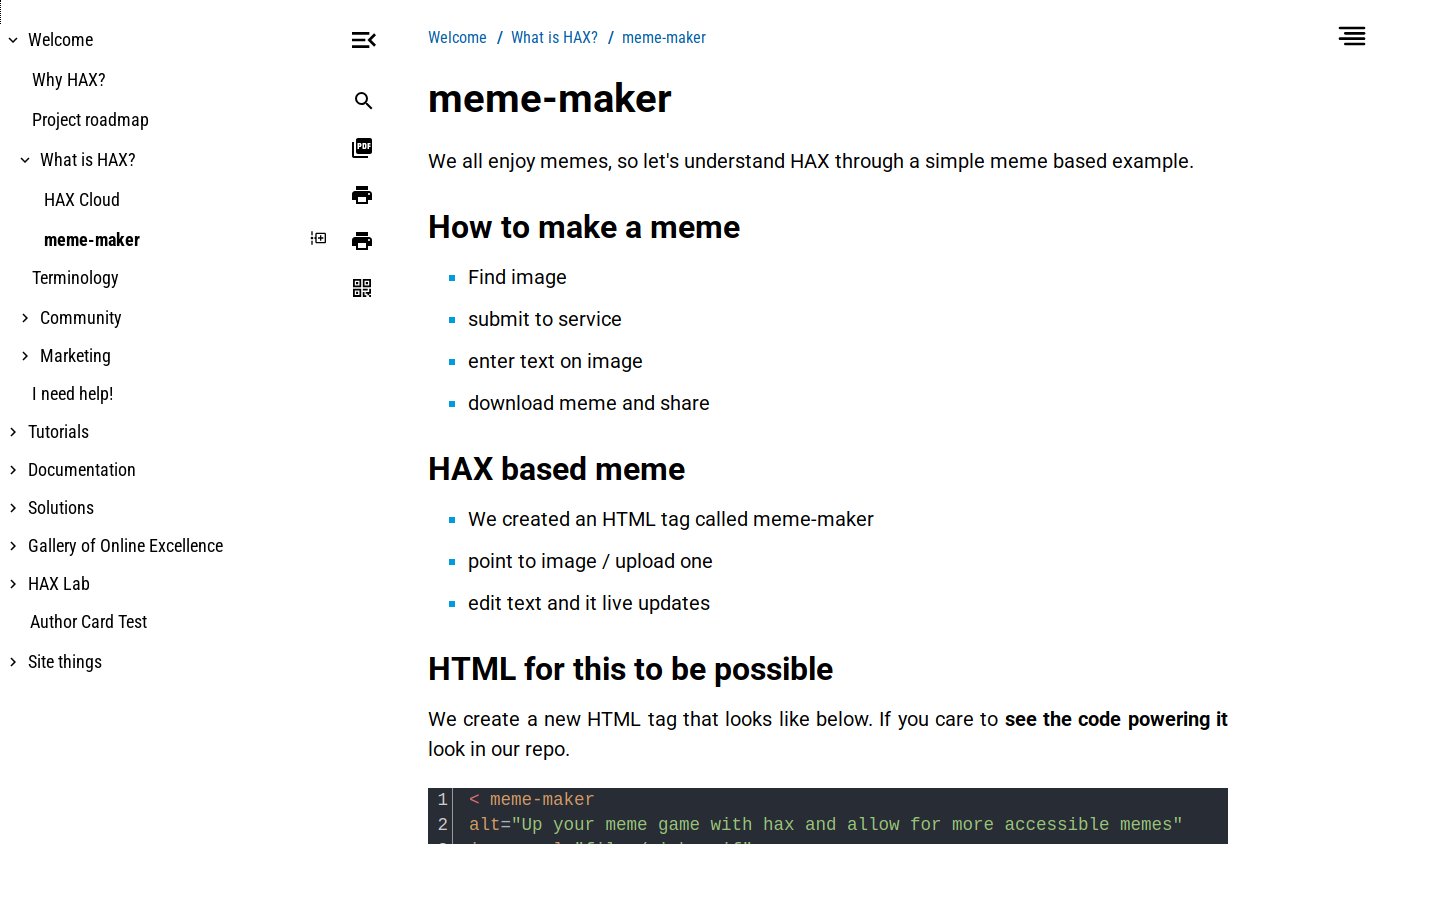 Welcome
Why HAX?
Project roadmap
What is HAX?
HAX Cloud
meme-maker
Terminology
Community
Marketing
I need help!
Tutorials
Documentation
Solutions
Gallery of Online Excellence
HAX Lab
Author Card Test
Site things
PDF
Welcome / What is HAX? / meme-maker
meme-maker
We all enjoy memes, so let's understand HAX through a simple meme based example.
How to make a meme
Find image
submit to service
enter text on image
download meme and share
HAX based meme
We created an HTML tag called meme-maker
point to image / upload one
edit text and it live updates
HTML for this to be possible
We create a new HTML tag that looks like below. If you care to see the code powering it
look in our repo.
1 < meme-maker
2 alt="Up your meme game with hax and allow for more accessible memes"